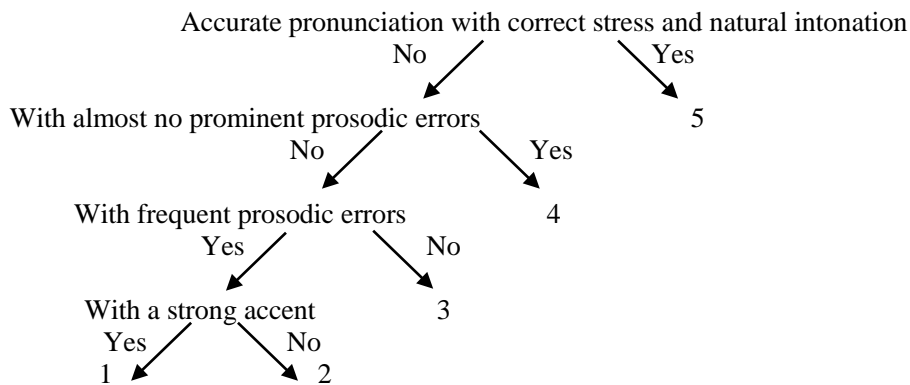 Accurate pronunciation with correct stress and natural intonation
No Yes
With almost no prominent prosodic errors 5
No Yes
With frequent prosodic errors 4
Yes No
With a strong accent 3
Yes No
1 2